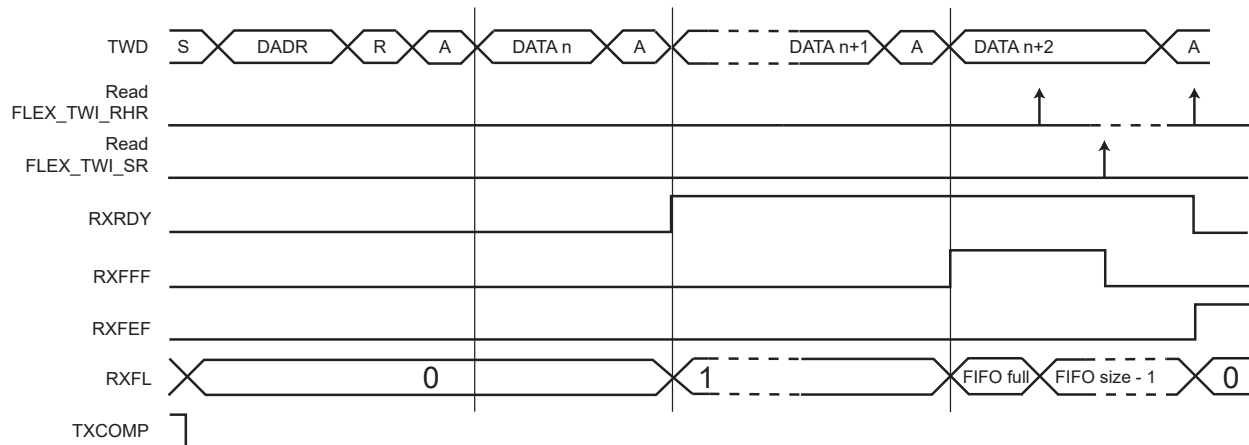 TWD S DADR R A DATA n A DATA n+1 A DATA n+2 A
Read
FLEX_TWI_RHR
Read
FLEX_TWI_SR
RXRDY
RXFFF
RXFEF
RXFL 0 1 FIFO full FIFO size - 1 0
TXCOMP